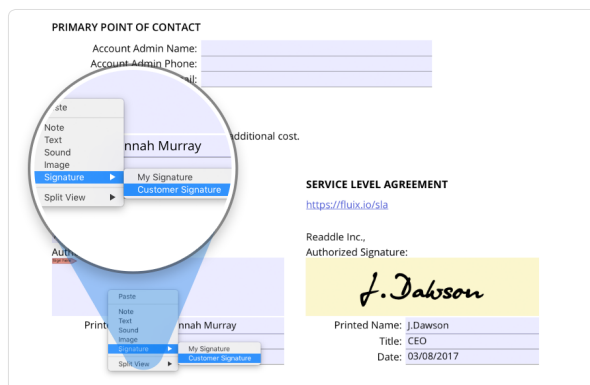 PRIMARY POINT OF CONTACT
Account Admin Name:
Account Admin Phone:
ail:
ste
Note
Text
Sound
Image
Signature
Split View
My Signature
Customer Signature
additional cost.
nnah Murray
SERVICE LEVEL AGREEMENT
https://fluix.io/sla
Readdle Inc.,
Authorized Signature:
Auth
J.Dawson
Paste
Note
Text
Sound
Image
Signature
Split View
My Signature
Customer Signature
Printe
nnah Murray
Printed Name: J.Dawson
Title: CEO
Date: 03/08/2017